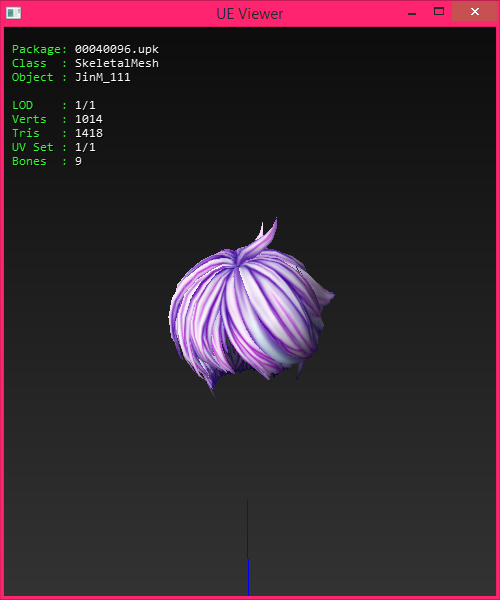 UE Viewer
Package: 00040096.upk
Class : SkeletalMesh
Object : JinM_111
LOD : 1/1
Verts : 1014
Tris : 1418
UV Set : 1/1
Bones : 9